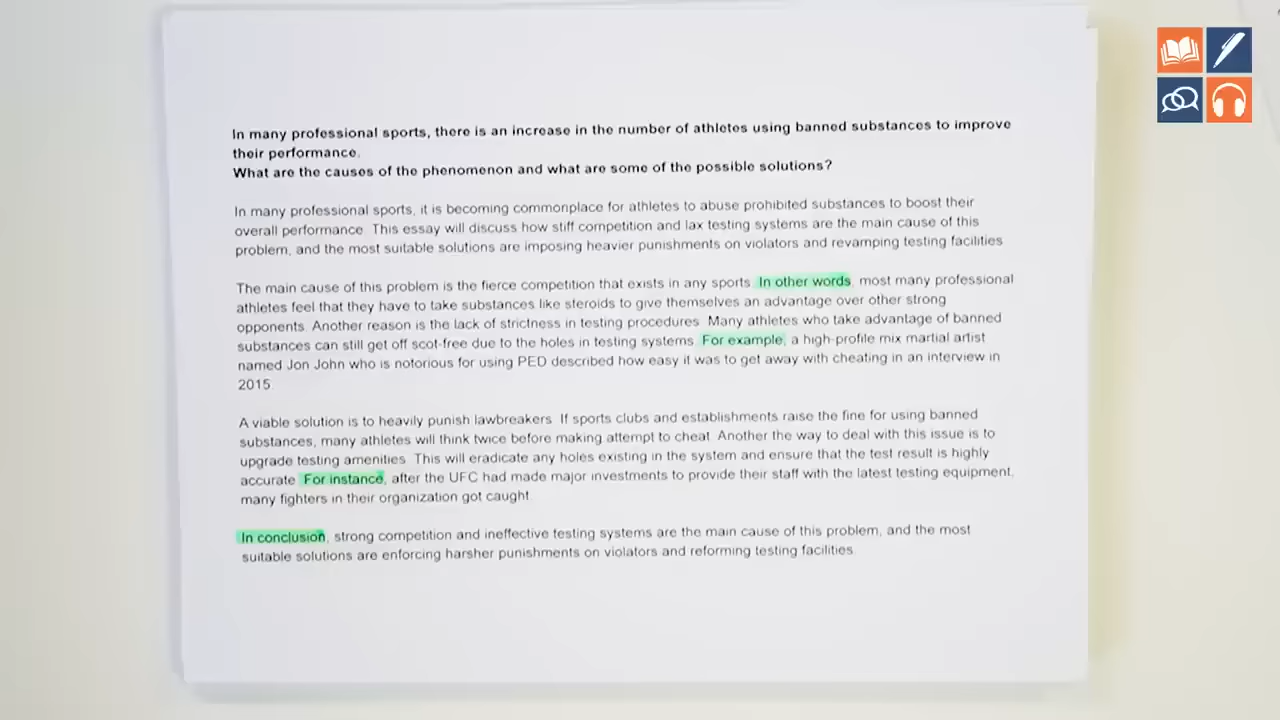 In many professional sports, there is an increase in the number of athletes using banned substances to improve
their performance.
What are the causes of the phenomenon and what are some of the possible solutions?
In many professional sports, it is becoming commonplace for athletes to abuse prohibited substances to boost their
overall performance. This essay will discuss how stiff competition and lax testing systems are the main cause of this
problem, and the most suitable solutions are imposing heavier punishments on violators and revamping testing facilities
The main cause of this problem is the fierce competition that exists in any sports. In other words, most many professional
athletes feel that they have to take substances like steroids to give themselves an advantage over other strong
opponents. Another reason is the lack of strictness in testing procedures. Many athletes who take advantage of banned
substances can still get off scot-free due to the holes in testing systems. For example, a high-profile mix martial artist
named Jon John who is notorious for using PED described how easy it was to get away with cheating in an interview in
2015.
A viable solution is to heavily punish lawbreakers. If sports clubs and establishments raise the fine for using banned
substances, many athletes will think twice before making attempt to cheat. Another the way to deal with this issue is to
upgrade testing amenities. This will eradicate any holes existing in the system and ensure that the test result is highly
accurate. For instance, after the UFC had made major investments to provide their staff with the latest testing equipment,
many fighters in their organization got caught.
In conclusion, strong competition and ineffective testing systems are the main cause of this problem, and the most
suitable solutions are enforcing harsher punishments on violators and reforming testing facilities.